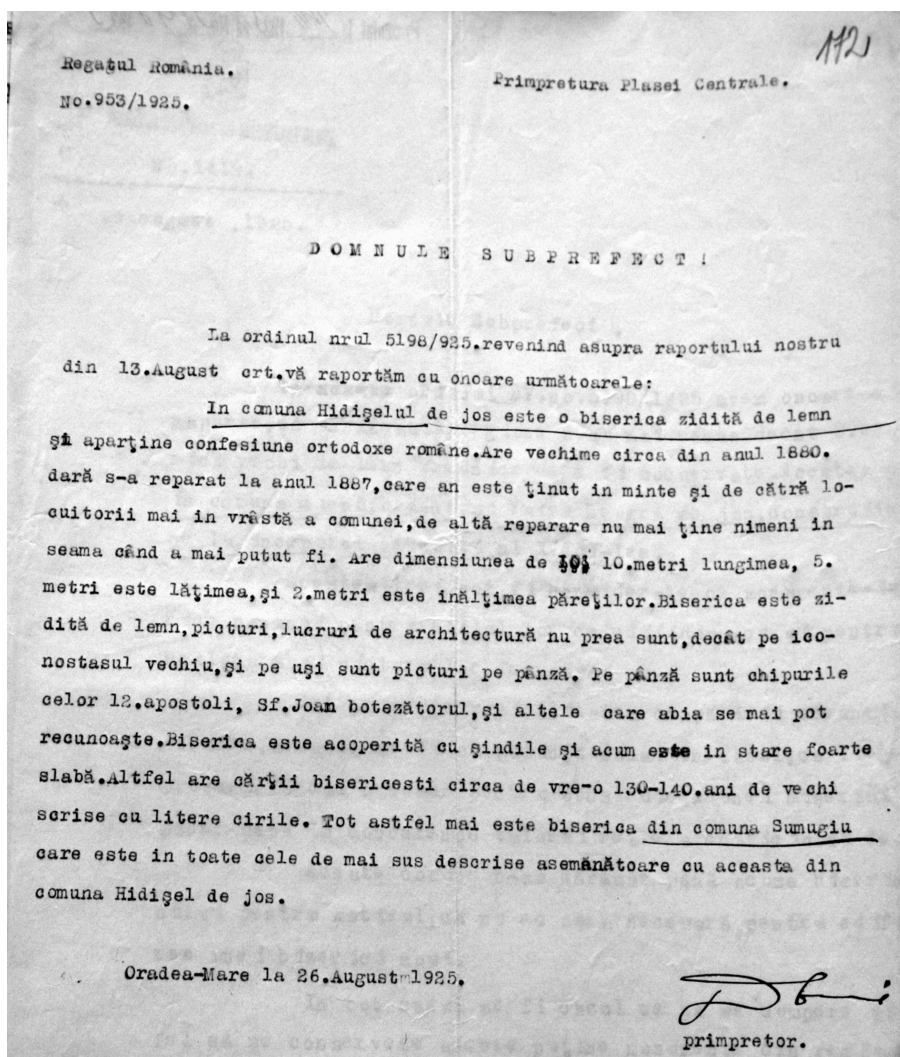 172
Regatul România.
Primpretura Plasei Centrale.
No.953/1925.
DOMNULE SUBPREFECT!
La ordinul nrul 5198/925.revenind asupra raportului nostru
din 13.August crt.vă raportăm cu onoare următoarele:
In comuna Hidişelul de jos este o biserica zidită de lemn
şi aparţine confesiune ortodoxe române.Are vechime circa din anul 1880.
dară s-a reparat la anul 1887,care an este ţinut in minte şi de cătră lo-
cuitorii mai in vrâstă a comunei,de altă reparare nu mai ţine nimeni in
seama când a mai putut fi. Are dimensiunea de 10.metri lungimea, 5.
metri este lăţimea,şi 2.metri este inălţimea păreţilor.Biserica este zi-
dită de lemn,picturi,lucruri de architectură nu prea sunt,decât pe ico-
nostasul vechiu,şi pe uşi sunt picturi pe pânză. Pe pânză sunt chipurile
celor 12.apostoli, Sf.Joan botezătorul,şi altele care abia se mai pot
recunoaşte.Biserica este acoperită cu şindile şi acum este in stare foarte
slabă.Altfel are cărţii bisericesti circa de vre-o 130-140.ani de vechi
scrise cu litere cirile. Tot astfel mai este biserica din comuna Sumugiu
care este in toate cele de mai sus descrise asemănătoare cu aceasta din
comuna Hidişel de jos.
Oradea-Mare la 26.August 1925.
primpretor.